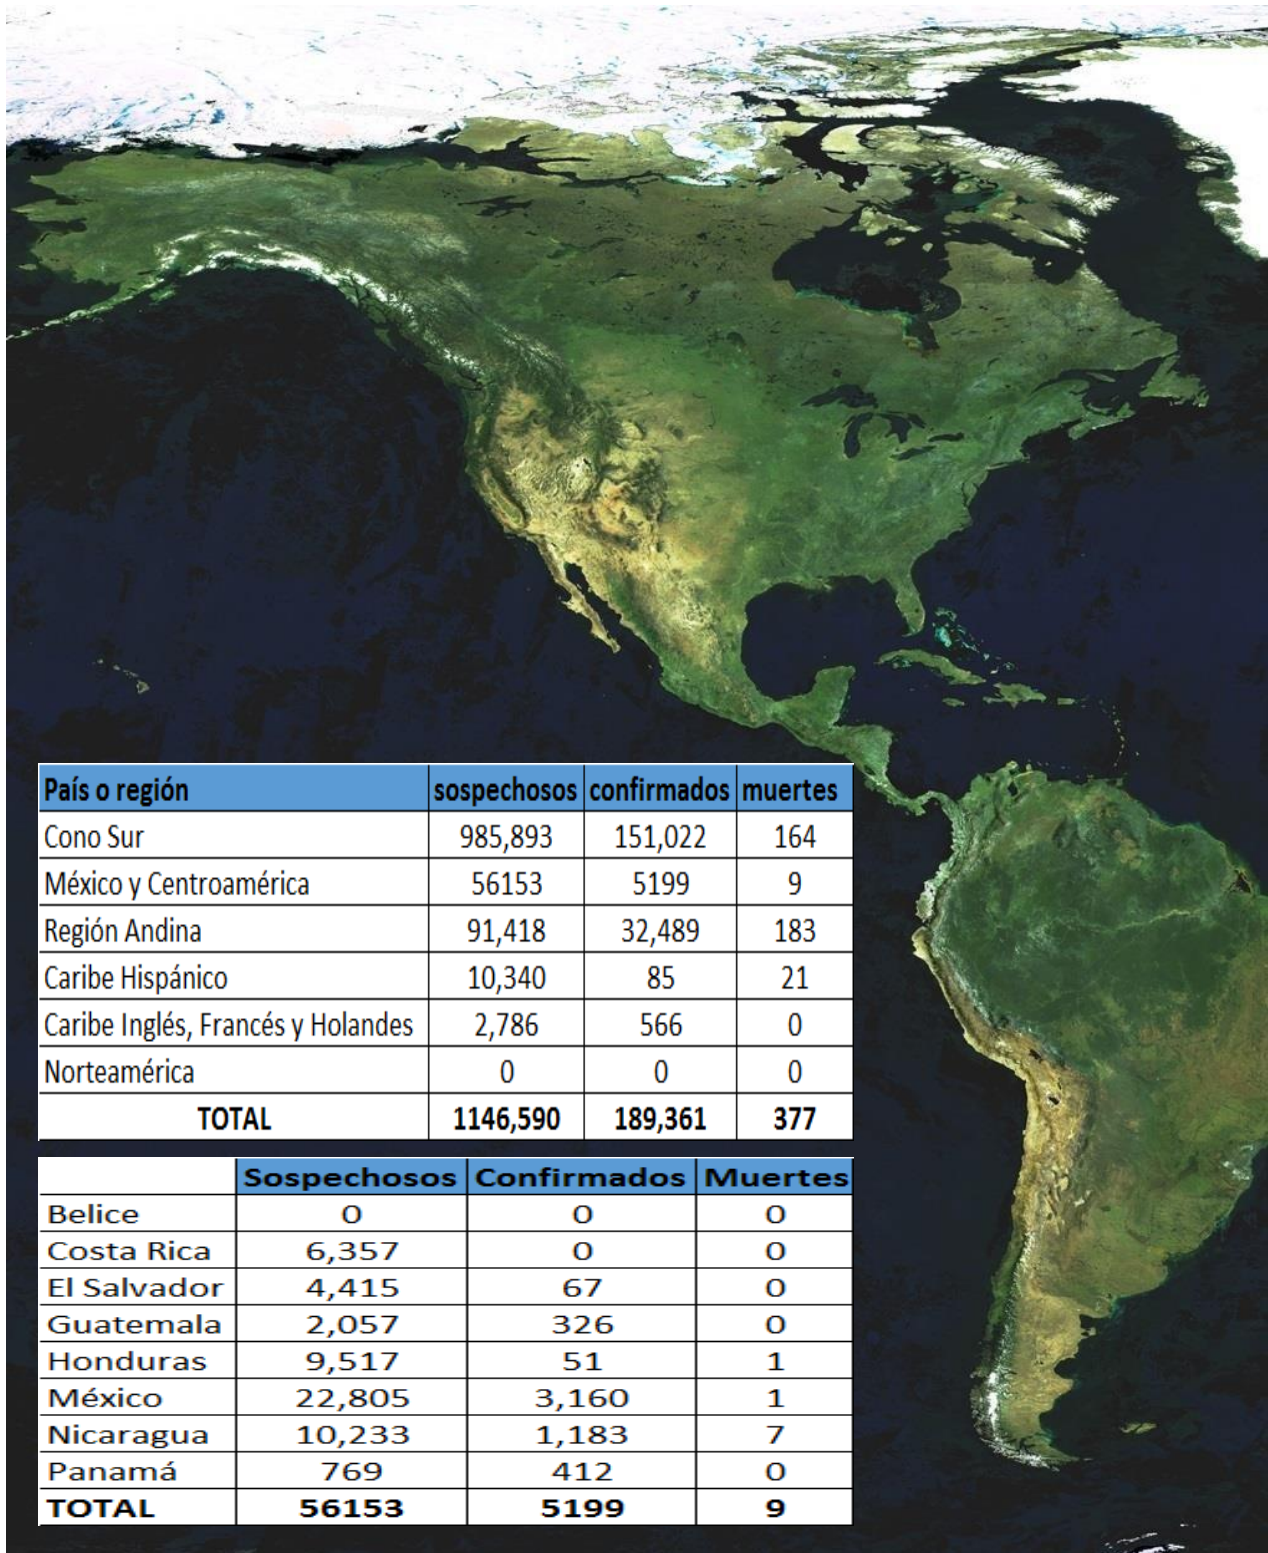 País o región sospechosos confirmados muertes
Cono Sur 985,893 151,022 164
México y Centroamérica 56153 5199 9
Región Andina 91,418 32,489 183
Caribe Hispánico 10,340 85 21
Caribe Inglés, Francés y Holandes 2,786 566 0
Norteamérica 0 0 0
TOTAL 1146,590 189,361 377
Sospechosos Confirmados Muertes
Belice 0 0 0
Costa Rica 6,357 0 0
El Salvador 4,415 67 0
Guatemala 2,057 326 0
Honduras 9,517 51 1
México 22,805 3,160 1
Nicaragua 10,233 1,183 7
Panamá 769 412 0
TOTAL 56153 5199 9